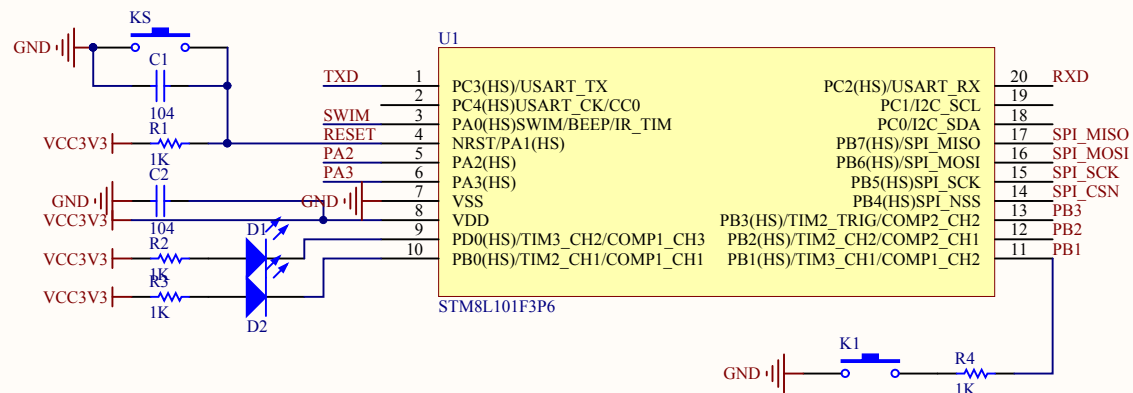 KS
U1
GND
C1
104
TXD
1
PC3(HS)/USART_TX
PC2(HS)/USART_RX
20
RXD
2
PC4(HS)USART_CK/CC0
PC1/I2C_SCL
19
SWIM
3
PA0(HS)SWIM/BEEP/IR_TIM
PC0/I2C_SDA
18
VCC3V3
R1
1K
RESET
4
NRST/PA1(HS)
PB7(HS)/SPI_MISO
17
SPI_MISO
PA2
5
PA2(HS)
PB6(HS)/SPI_MOSI
16
SPI_MOSI
PA3
6
PA3(HS)
PB5(HS)SPI_SCK
15
SPI_SCK
GND
C2
104
GND
7
VSS
PB4(HS)SPI_NSS
14
SPI_CSN
VCC3V3
8
VDD
PB3(HS)/TIM2_TRIG/COMP2_CH2
13
PB3
D1
9
PD0(HS)/TIM3_CH2/COMP1_CH3
PB2(HS)/TIM2_CH2/COMP2_CH1
12
PB2
VCC3V3
R2
1K
10
PB0(HS)/TIM2_CH1/COMP1_CH1
PB1(HS)/TIM3_CH1/COMP1_CH2
11
PB1
VCC3V3
R3
1K
D2
STM8L101F3P6
GND
K1
R4
1K